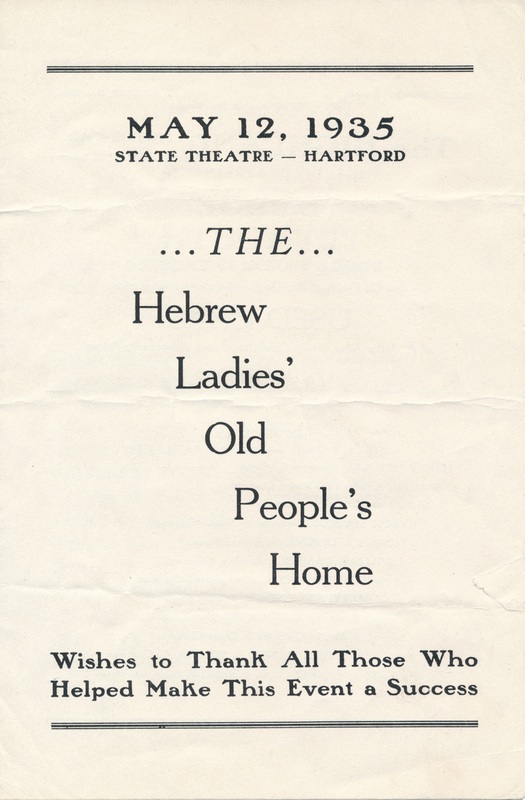 MAY 12, 1935
STATE THEATRE — HARTFORD
...THE...
Hebrew
Ladies'
Old
People's
Home
Wishes to Thank All Those Who
Helped Make This Event a Success